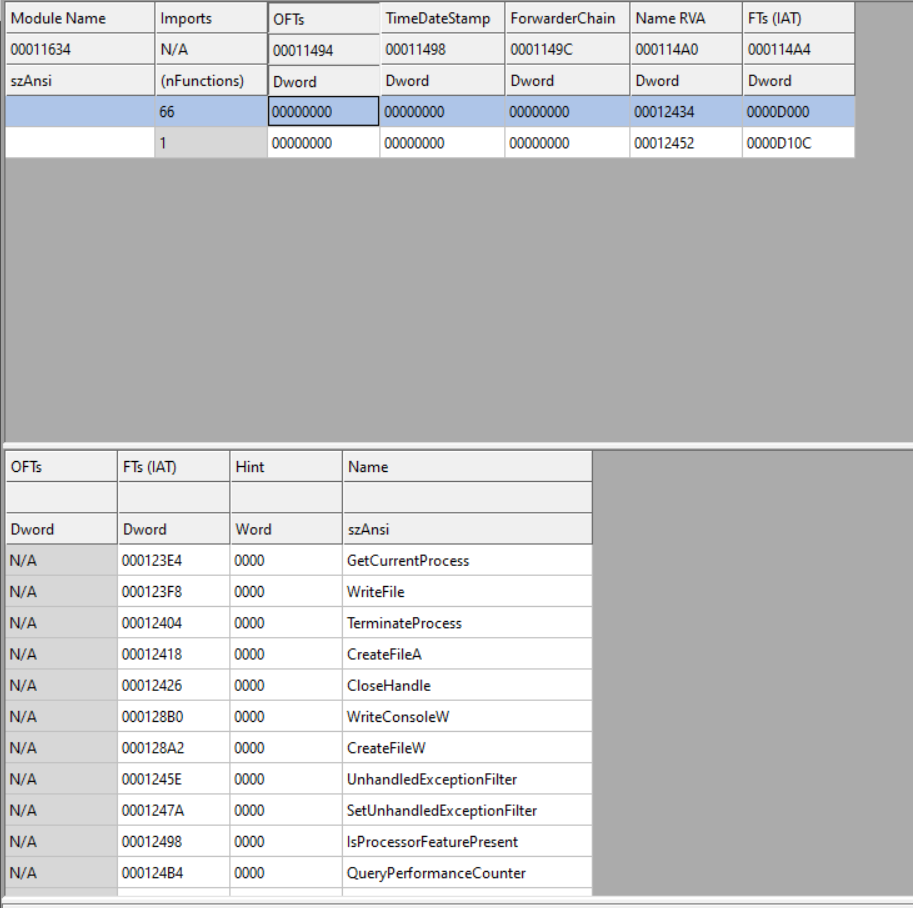 Module Name Imports OFTs TimeDateStamp ForwarderChain Name RVA FTs (IAT)
00011634 N/A 00011494 00011498 0001149C 000114A0 000114A4
szAnsi (nFunctions) Dword Dword Dword Dword Dword
66 00000000 00000000 00000000 00012434 0000D000
1 00000000 00000000 00000000 00012452 0000D10C
OFTs FTs (IAT) Hint Name
Dword Dword Word szAnsi
N/A 000123E4 0000 GetCurrentProcess
N/A 000123F8 0000 WriteFile
N/A 00012404 0000 TerminateProcess
N/A 00012418 0000 CreateFileA
N/A 00012426 0000 CloseHandle
N/A 000128B0 0000 WriteConsoleW
N/A 000128A2 0000 CreateFileW
N/A 0001245E 0000 UnhandledExceptionFilter
N/A 0001247A 0000 SetUnhandledExceptionFilter
N/A 00012498 0000 IsProcessorFeaturePresent
N/A 000124B4 0000 QueryPerformanceCounter